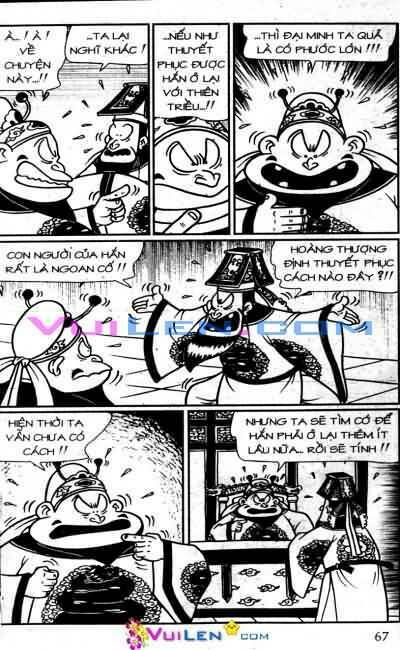 À...! À!
VỀ
CHUYỆN
NÀY...!!
...TA LẠI
NGHĨ KHÁC!
...NẾU NHƯ
THUYẾT
PHỤC ĐƯỢC
HẮN Ở LẠI
VỚI THIÊN
TRIỀU...!!
...THÌ ĐẠI MINH TA QUẢ
LÀ CÓ PHƯỚC LỚN!!!
CON NGƯỜI CỦA HẮN
RẤT LÀ NGOAN CỐ!!
HOÀNG THƯỢNG
ĐỊNH THUYẾT PHỤC
CÁCH NÀO ĐÂY?!!
VUILEN.COM
HIỆN THỜI TA
VẪN CHƯA CÓ
CÁCH!!
NHƯNG TA SẼ TÌM CỚ ĐỂ
HẮN PHẢI Ở LẠI THÊM ÍT
LÂU NỮA... RỒI SẼ TÍNH!!
67
VUILEN.COM